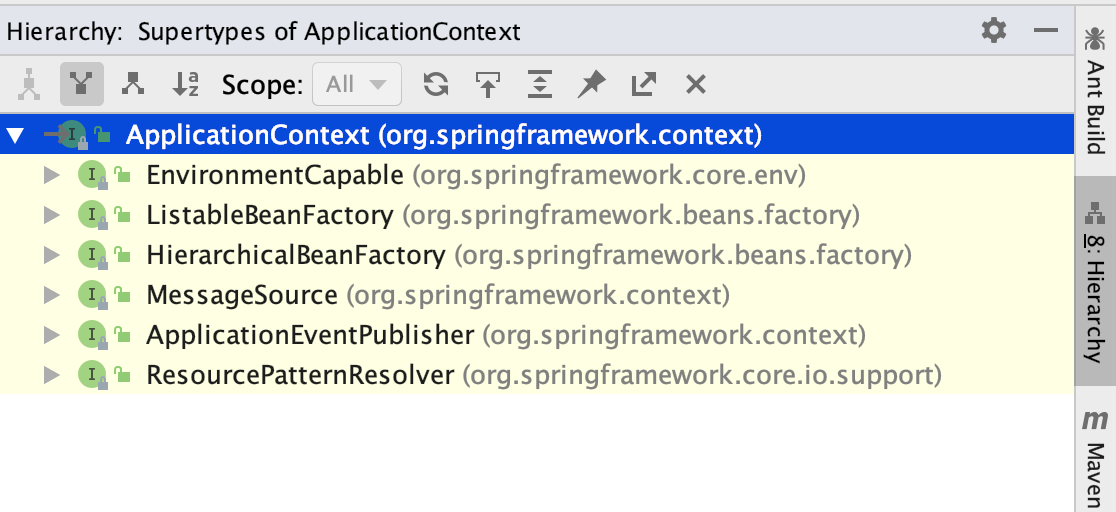 Hierarchy: Supertypes of ApplicationContext
Scope: All
ApplicationContext (org.springframework.context)
EnvironmentCapable (org.springframework.core.env)
ListableBeanFactory (org.springframework.beans.factory)
HierarchicalBeanFactory (org.springframework.beans.factory)
MessageSource (org.springframework.context)
ApplicationEventPublisher (org.springframework.context)
ResourcePatternResolver (org.springframework.core.io.support)
Ant Build
8: Hierarchy
m Maven